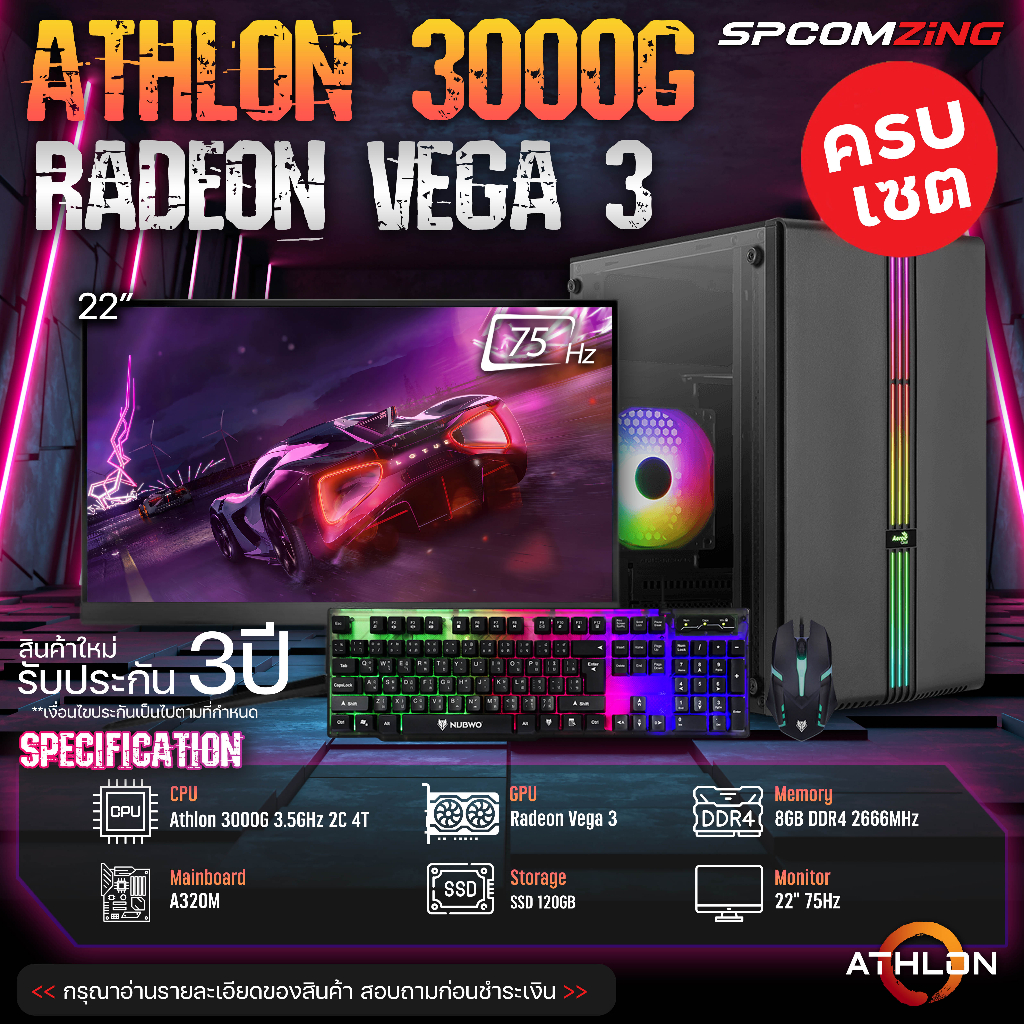 ATHLON 3000G
SPCOMZiNG
RADEON VEGA 3
ครบ
เซต
22"
75 Hz
LOTUS
Aero
Cool
สินค้าใหม่
รับประกัน 3ปี
**เงื่อนไขประกันเป็นไปตามที่กำหนด
NUBWO
SPECIFICATION
CPU
CPU
Athlon 3000G 3.5GHz 2C 4T
GPU
Radeon Vega 3
DDR4
Memory
8GB DDR4 2666MHz
Mainboard
A320M
SSD
Storage
SSD 120GB
Monitor
22" 75Hz
ATHLON
<< กรุณาอ่านรายละเอียดของสินค้า สอบถามก่อนชำระเงิน >>